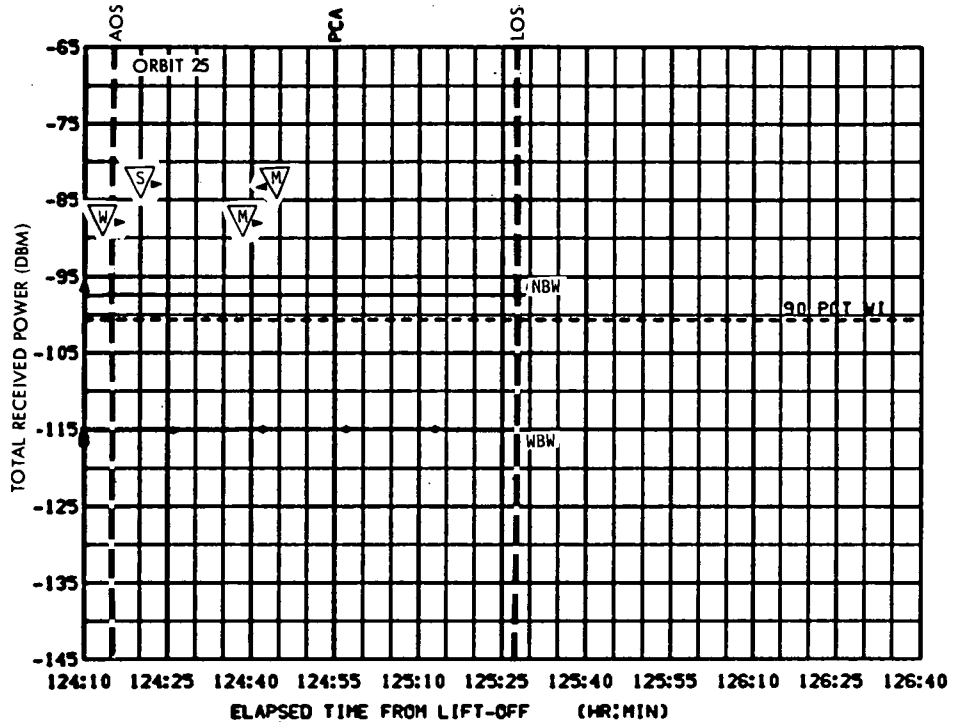 AOS
PCA
LOS
-65
ORBIT 25
-75
S
M
-85
W
M
-95
NBW
90 PCT WI
-105
-115
WBW
-125
-135
-145
TOTAL RECEIVED POWER (DBM)
124:10 124:25 124:40 124:55 125:10 125:25 125:40 125:55 126:10 126:25 126:40
ELAPSED TIME FROM LIFT-OFF (HR:MIN)